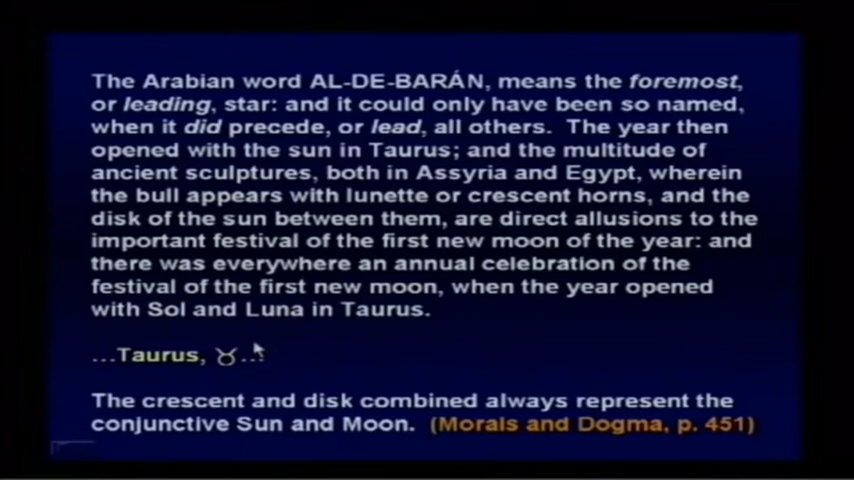 The Arabian word AL-DE-BARÁN, means the foremost,
or leading, star: and it could only have been so named,
when it did precede, or lead, all others. The year then
opened with the sun in Taurus; and the multitude of
ancient sculptures, both in Assyria and Egypt, wherein
the bull appears with lunette or crescent horns, and the
disk of the sun between them, are direct allusions to the
important festival of the first new moon of the year: and
there was everywhere an annual celebration of the
festival of the first new moon, when the year opened
with Sol and Luna in Taurus.
...Taurus, ♉...
The crescent and disk combined always represent the
conjunctive Sun and Moon. (Morals and Dogma, p. 451)